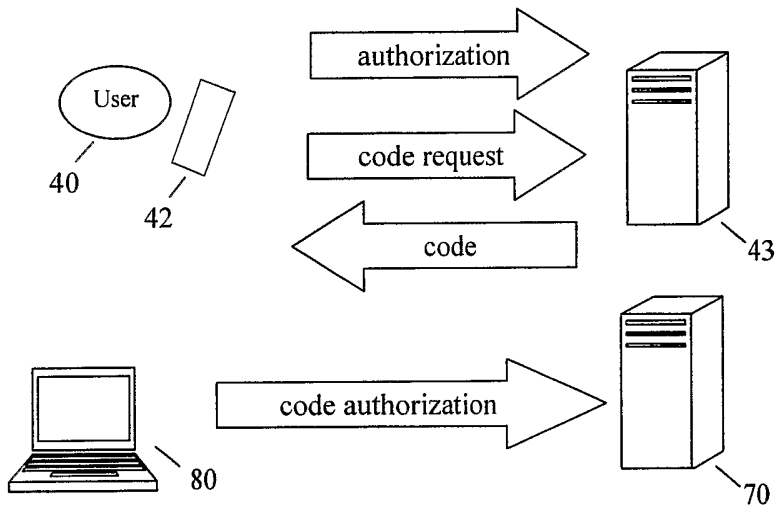 authorization
User
code request
40
42
code
43
code authorization
80
70